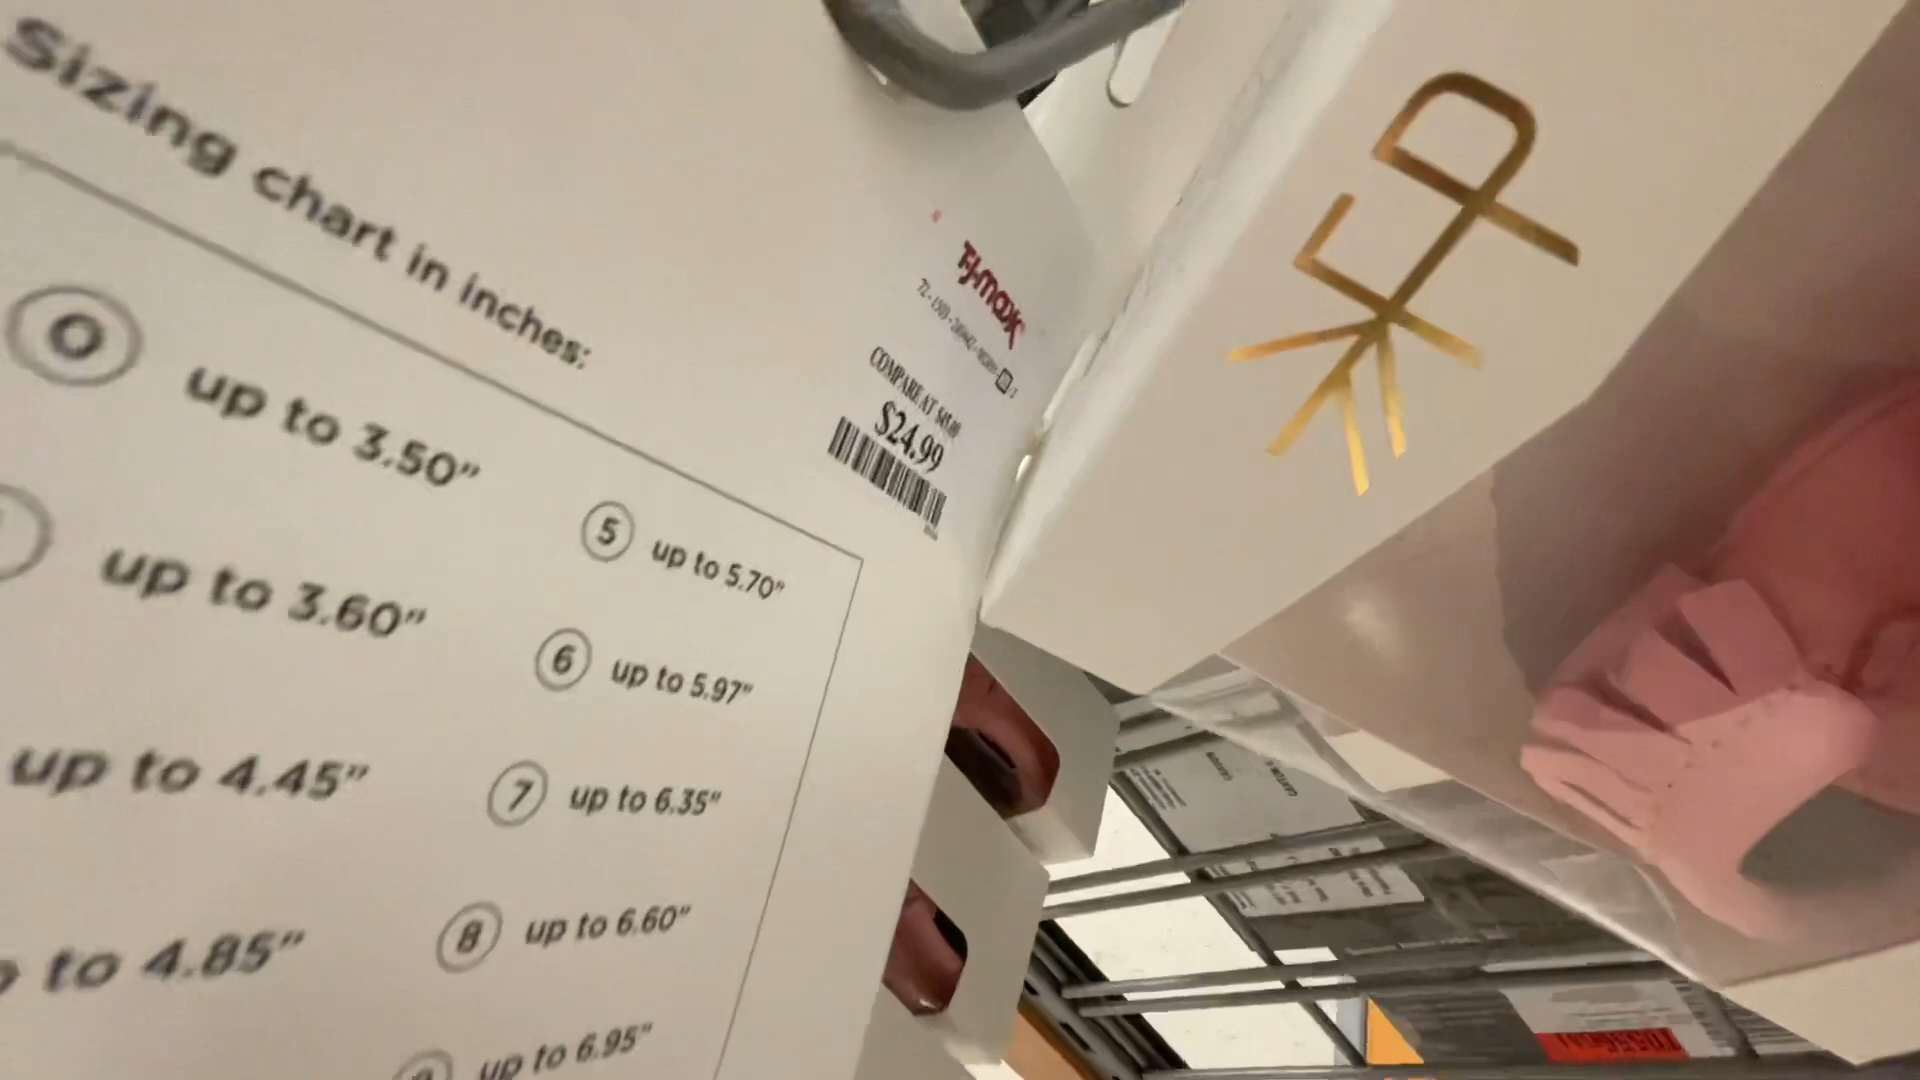 Sizing chart in inches:
0 up to 3.50"
up to 3.60"
up to 4.45"
to 4.85"
5 up to 5.70"
6 up to 5.97"
7 up to 6.35"
8 up to 6.60"
up to 6.95"
T.J.maxx
COMPARE AT
$24.99